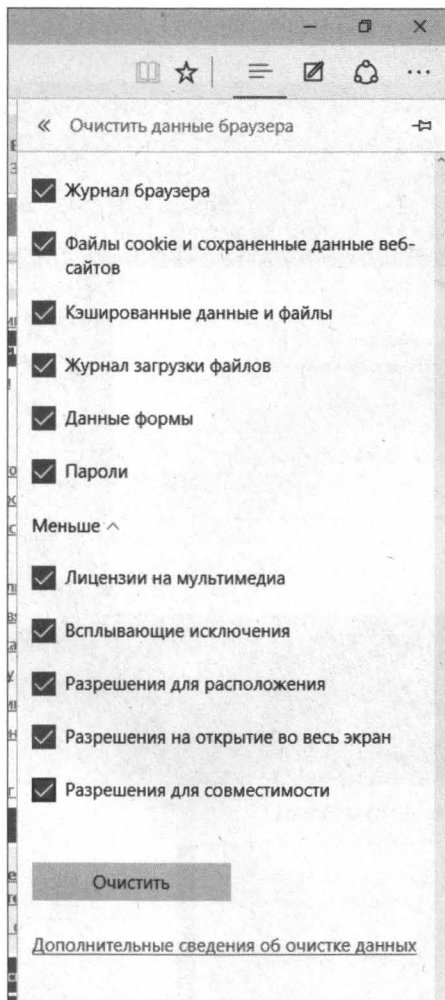 Очистить данные браузера
Журнал браузера
Файлы cookie и сохраненные данные веб-
сайтов
Кэшированные данные и файлы
Журнал загрузки файлов
Данные формы
Пароли
Меньше
Лицензии на мультимедиа
Всплывающие исключения
Разрешения для расположения
Разрешения на открытие во весь экран
Разрешения для совместимости
Очистить
Дополнительные сведения об очистке данных